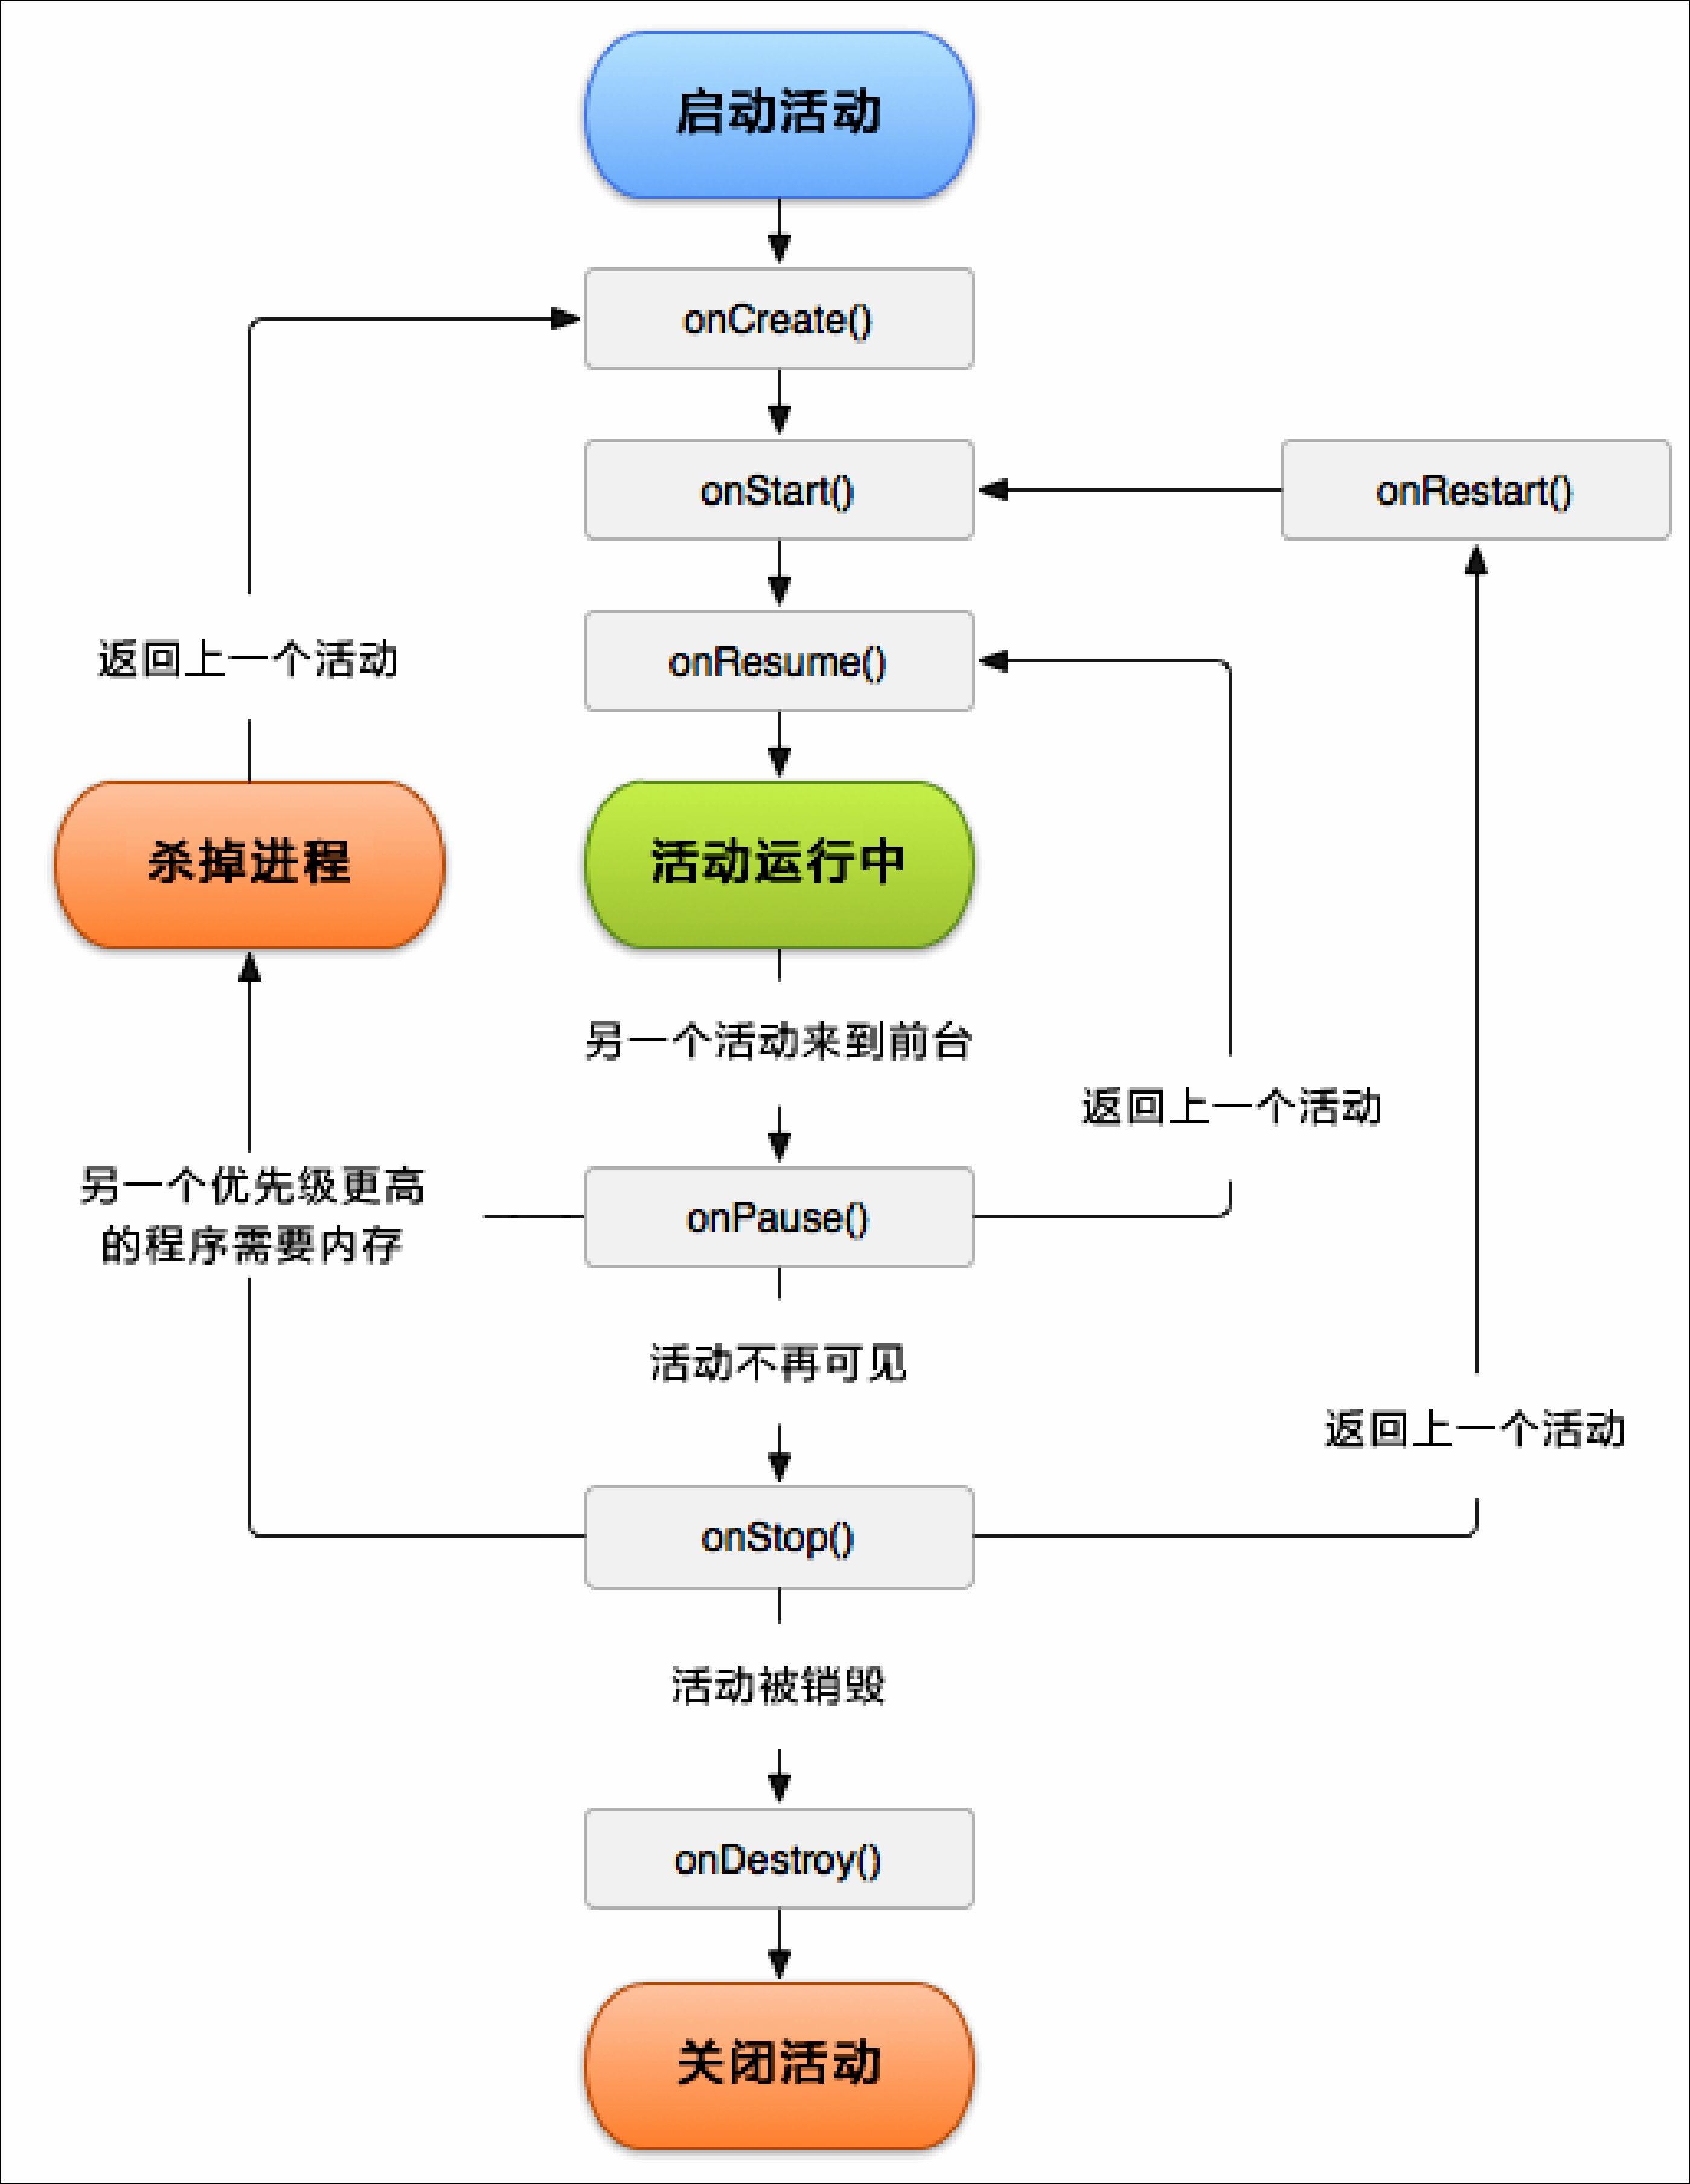 启动活动
onCreate()
onStart()
onRestart()
返回上一个活动
onResume()
杀掉进程
活动运行中
另一个活动来到前台
返回上一个活动
另一个优先级更高
的程序需要内存
onPause()
活动不再可见
返回上一个活动
onStop()
活动被销毁
onDestroy()
关闭活动